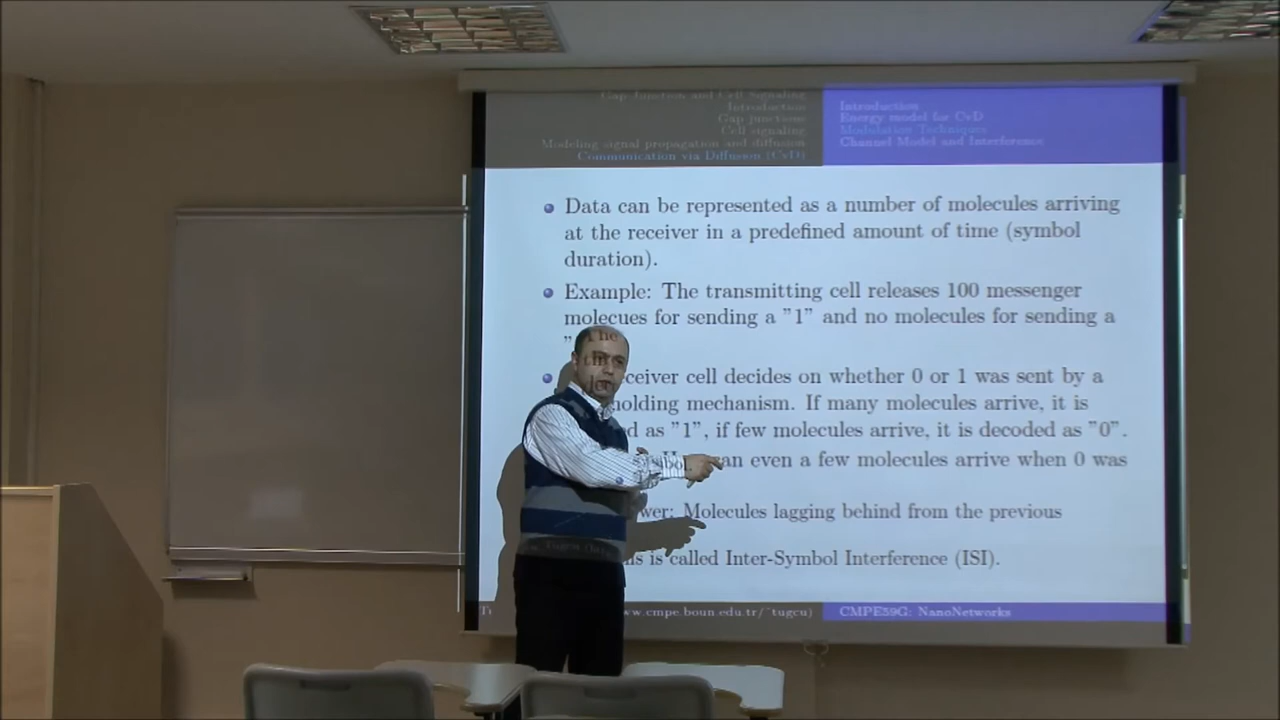 Gap Junction and Cell Signaling
Introduction
Gap junctions
Cell signaling
Modeling signal propagation and diffusion
Communication via Diffusion (CvD)
Introduction
Energy model for CvD
Modulation Techniques
Channel Model and Interference
Data can be represented as a number of molecules arriving
at the receiver in a predefined amount of time (symbol
duration).
Example: The transmitting cell releases 100 messenger
molecues for sending a "1" and no molecules for sending a
"
The
ceiver cell decides on whether 0 or 1 was sent by a
holding mechanism. If many molecules arrive, it is
d as "1", if few molecules arrive, it is decoded as "0".
an even a few molecules arrive when 0 was
wer: Molecules lagging behind from the previous
is is called Inter-Symbol Interference (ISI).
ww.cmpe.boun.edu.tr/~tugcu)
CMPE59G: NanoNetworks